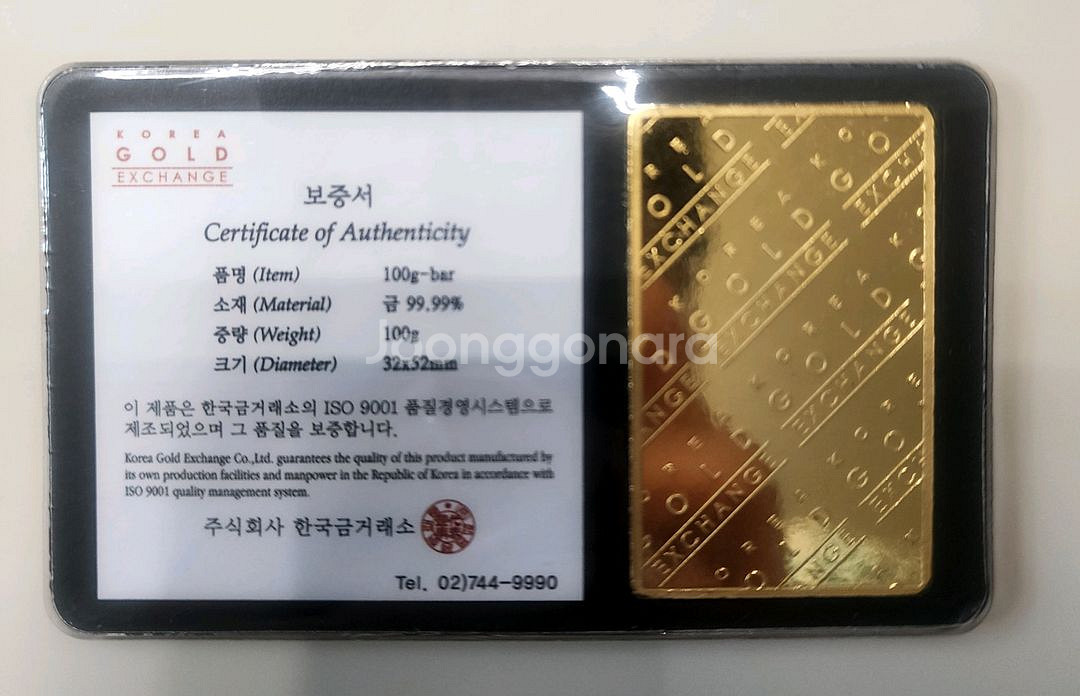 KOREA
GOLD
EXCHANGE
보증서
Certificate of Authenticity
품명 (Item) 100g-bar
소재 (Material) 금 99.99%
중량 (Weight) 100g
크기 (Diameter) 32x52mm
이 제품은 한국금거래소의 ISO 9001 품질경영시스템으로
제조되었으며 그 품질을 보증합니다.
Korea Gold Exchange Co.,Ltd. guarantees the quality of this product manufactured by
its own production facilities and manpower in the Republic of Korea in accordance with
ISO 9001 quality management system.
주식회사 한국금거래소
Tel. 02)744-9990
Joonggonara
KOREA
GOLD
EXCHANGE